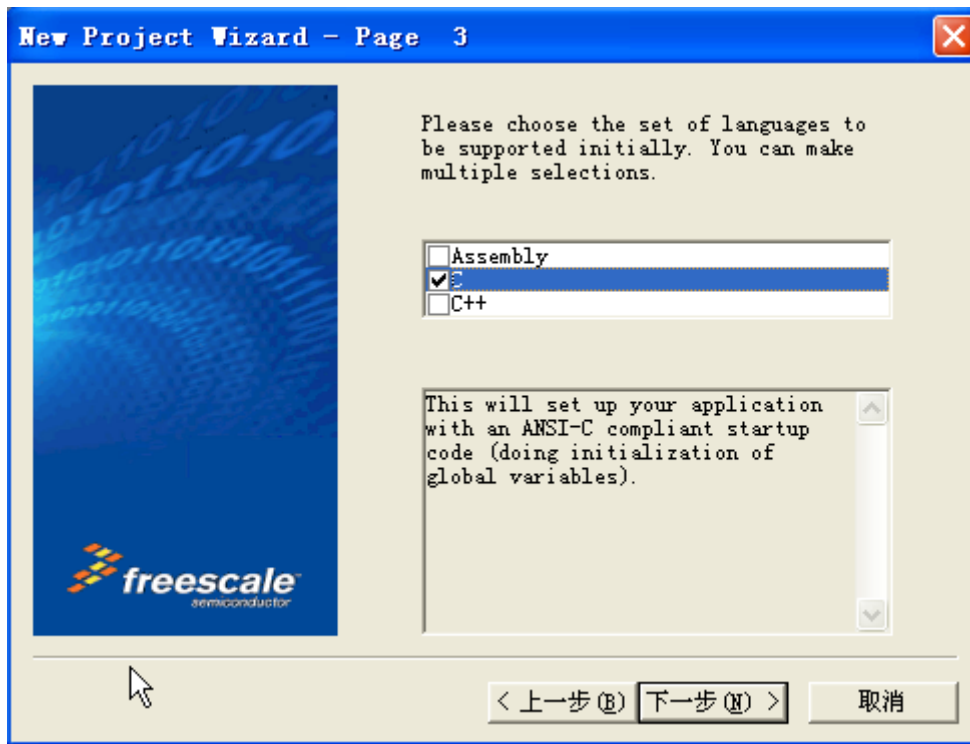 New Project Wizard - Page 3
Please choose the set of languages to
be supported initially. You can make
multiple selections.
Assembly
C
C++
This will set up your application
with an ANSI-C compliant startup
code (doing initialization of
global variables).
freescale
semiconductor
< 上一步(B)
下一步(N) >
取消